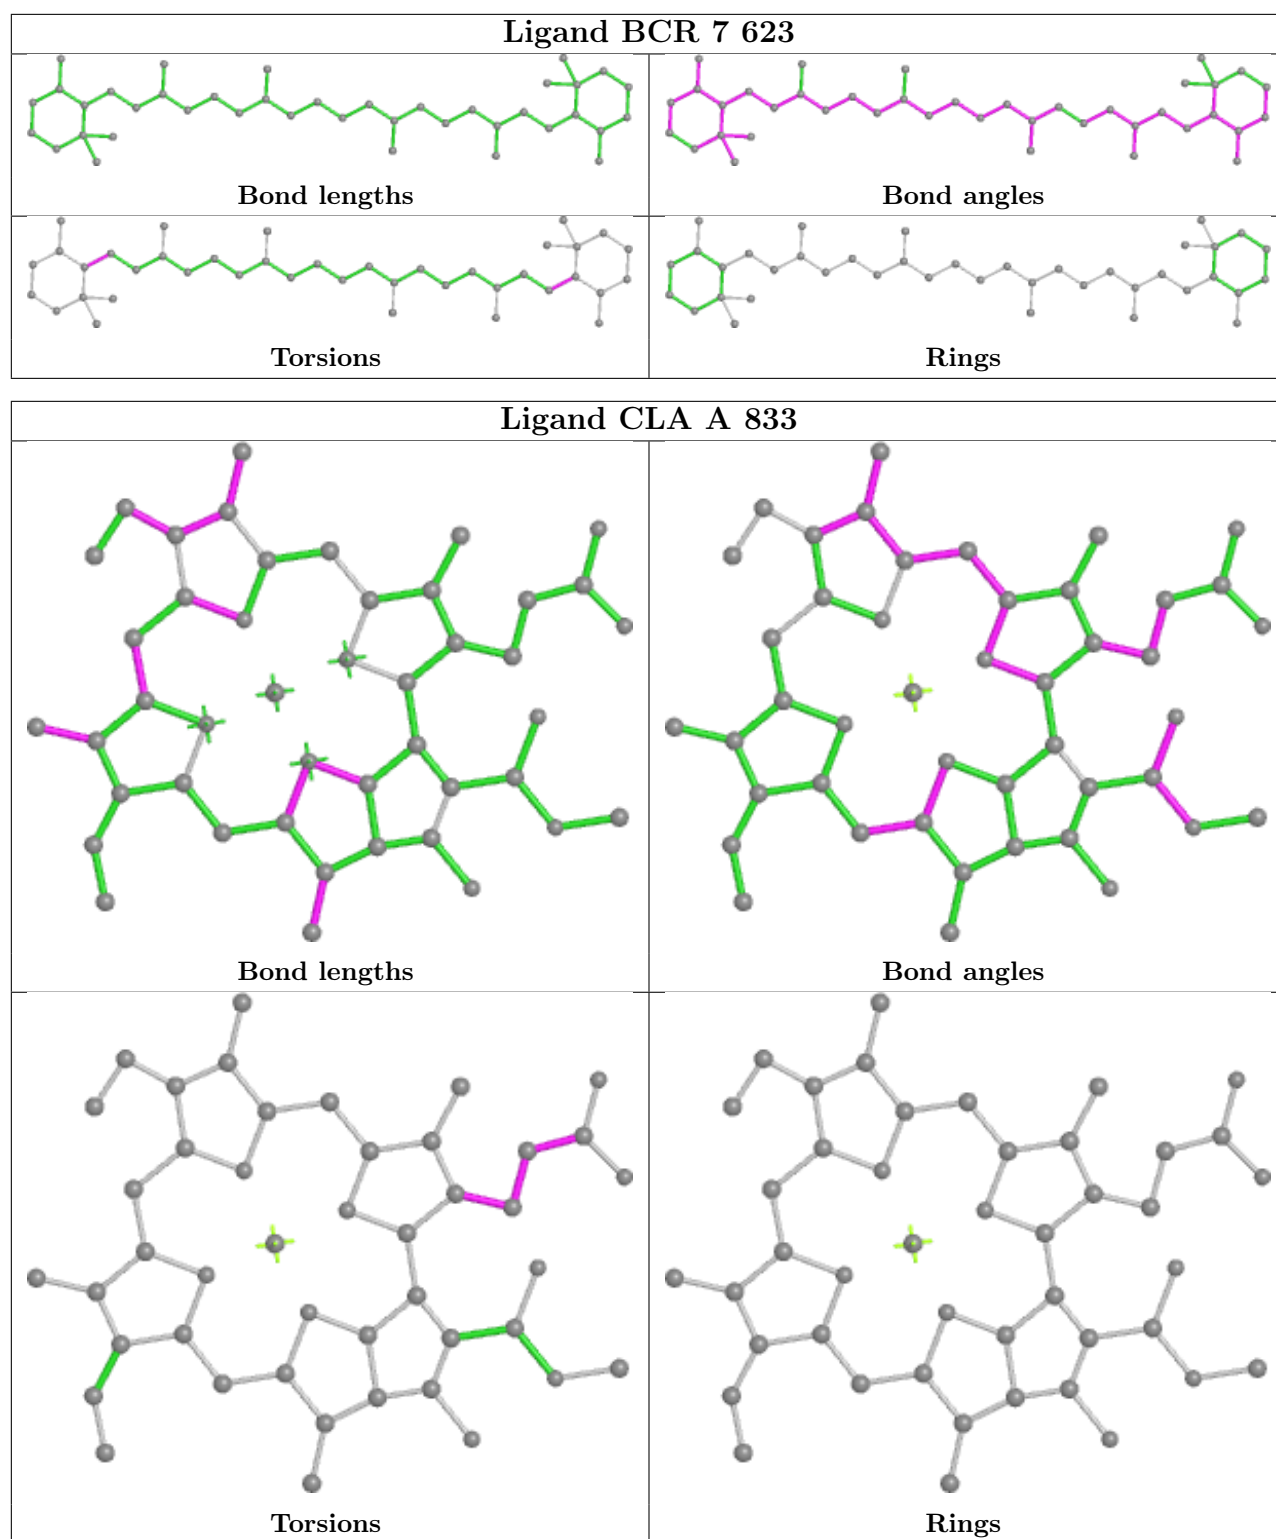 Ligand BCR 7 623
Bond lengths
Bond angles
Torsions
Rings
Ligand CLA A 833
Bond lengths
Bond angles
Torsions
Rings